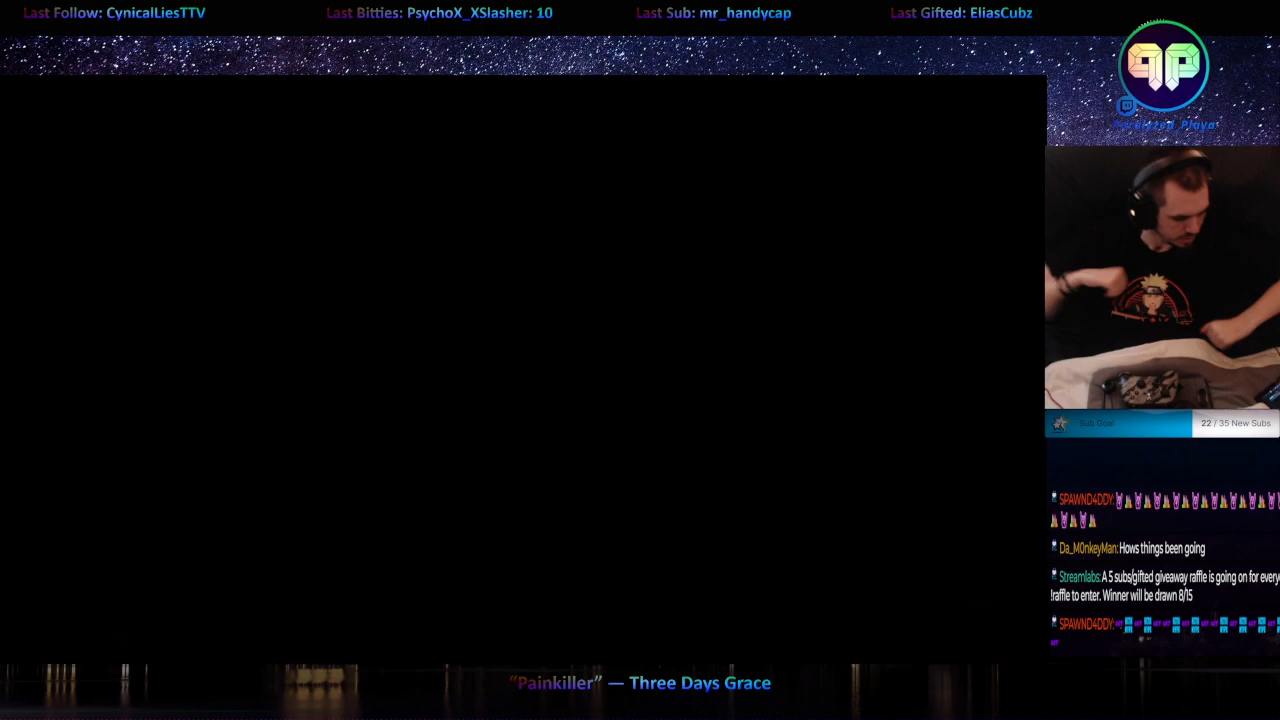 Last Follow: CynicalLiesTTV
Last Bitties: PsychoX_XSlasher: 10
Last Sub: mr_handycap
Last Gifted: EliasCubz
Sub Goal
22 / 35 New Subs
SPAWND4DDY:
Da_M0nkeyMan: Hows things been going
Streamlabs: A 5 subs/gifted giveaway raffle is going on for every
!raffle to enter. Winner will be drawn 8/15
SPAWND4DDY:
“Painkiller” — Three Days Grace